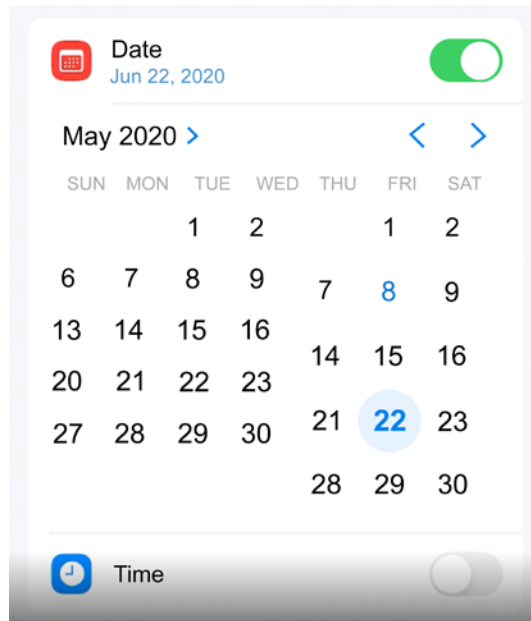 Date
Jun 22, 2020
May 2020 >
< >
SUN MON TUE WED THU FRI SAT
1 2 1 2
6 7 8 9 7 8 9
13 14 15 16 14 15 16
20 21 22 23 21 22 23
27 28 29 30 28 29 30
Time